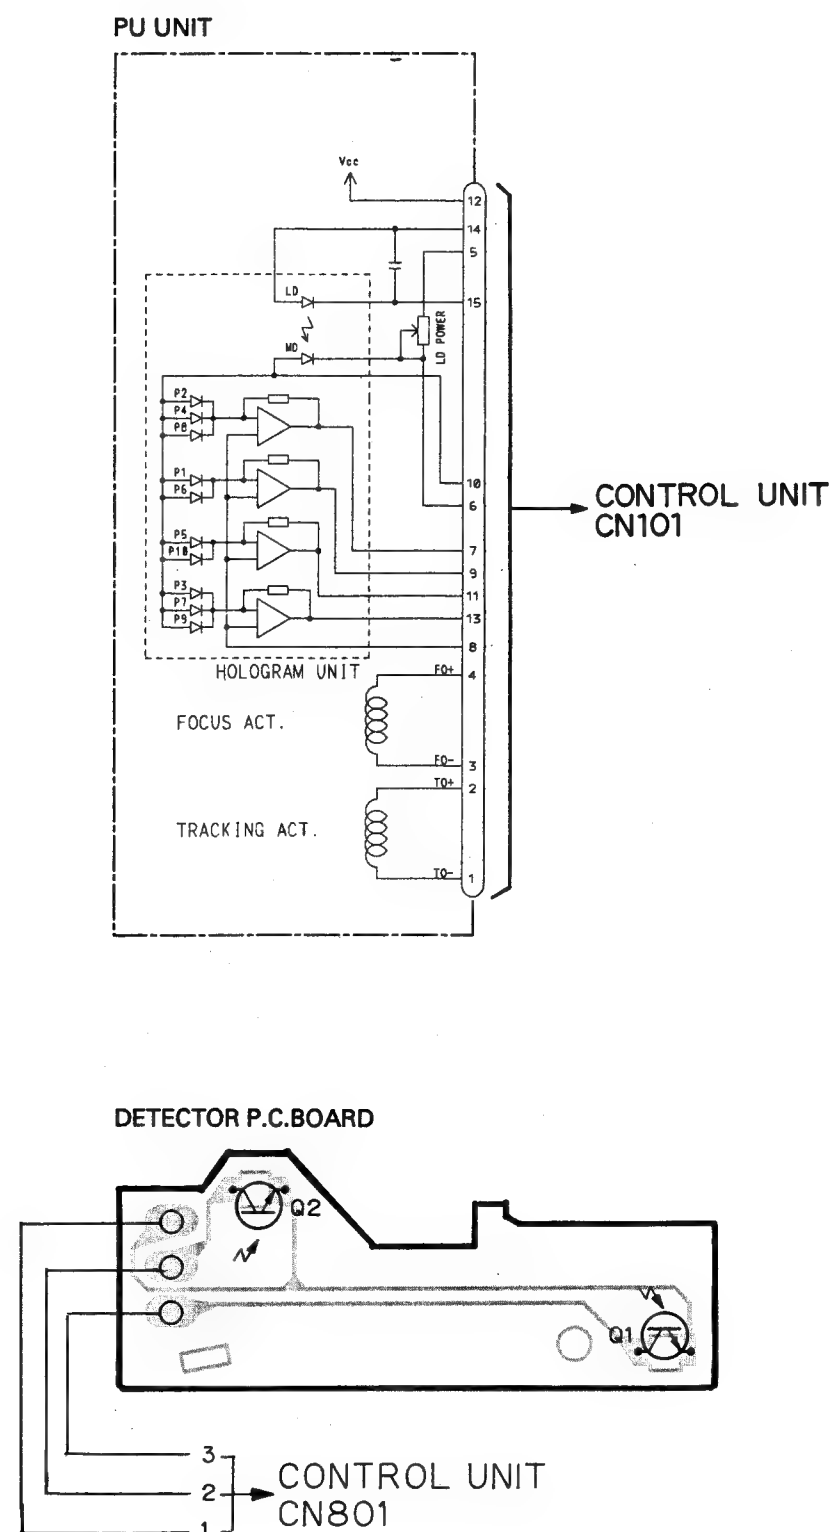 PU UNIT
Vcc
12
14
5
LD
15
LD POWER
MD
P2
P4
P8
P1
P6
10
6
CONTROL UNIT
CN101
P5
P10
7
9
P3
11
P7
13
P9
8
HOLOGRAM UNIT
FO+
4
FOCUS ACT.
FO-
3
TO+
2
TRACKING ACT.
TO-
1
DETECTOR P.C.BOARD
Q2
Q1
3
CONTROL UNIT
2
CN801
1